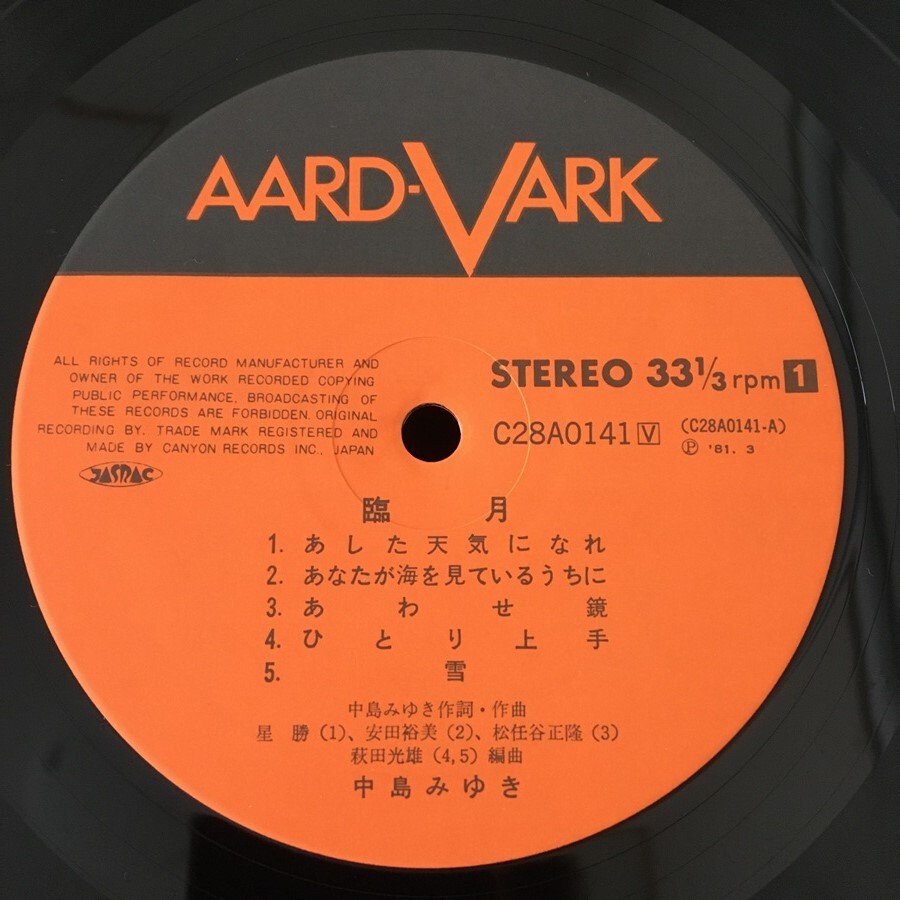 AARD-VARK
ALL RIGHTS OF RECORD MANUFACTURER AND
OWNER OF THE WORK RECORDED COPYING
PUBLIC PERFORMANCE, BROADCASTING OF
THESE RECORDS ARE FORBIDDEN. ORIGINAL
RECORDING BY, TRADE MARK REGISTERED AND
MADE BY CANYON RECORDS INC., JAPAN
JASRAC
STEREO 33⅓ rpm 1
C28A0141 V (C28A0141-A)
Ⓟ '81. 3
臨月
1. あした天気になれ
2. あなたが海を見ているうちに
3. あわせ鏡
4. ひとり上手
5. 雪
中島みゆき作詞・作曲
星 勝(1)、安田裕美(2)、松任谷正隆(3)
萩田光雄(4,5)編曲
中島みゆき